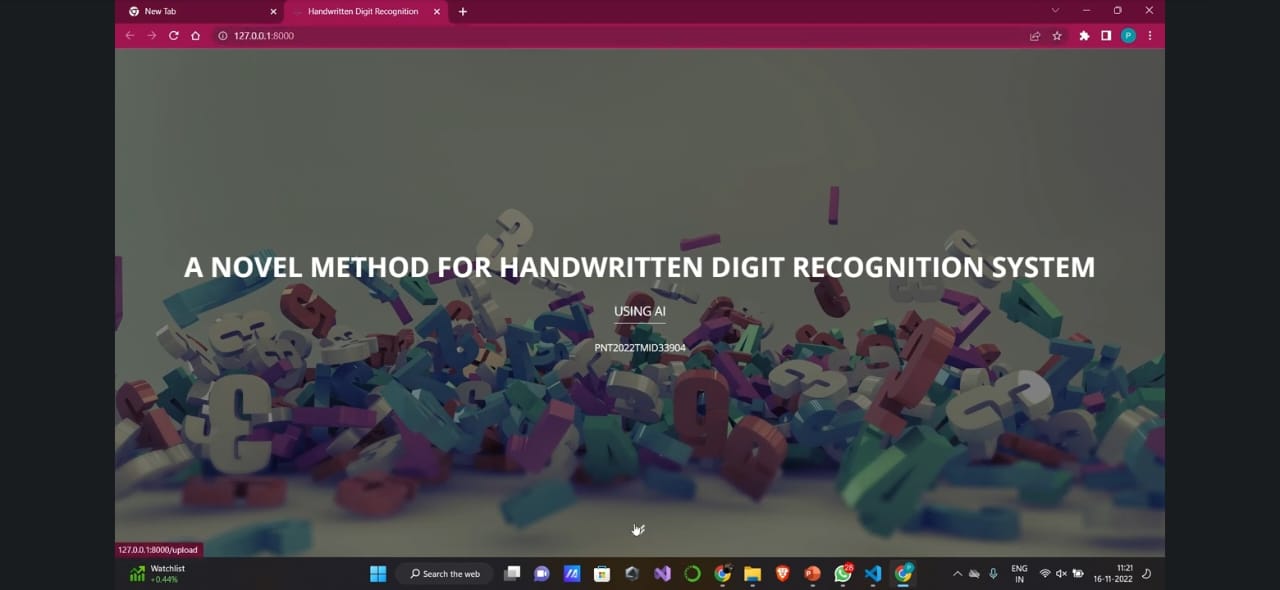 New Tab
Handwritten Digit Recognition
127.0.0.1:8000
P
A NOVEL METHOD FOR HANDWRITTEN DIGIT RECOGNITION SYSTEM
USING AI
PNT2022TMID33904
127.0.0.1:8000/upload
Watchlist
+0.44%
Search the web
28
ENG
IN
11:21
16-11-2022